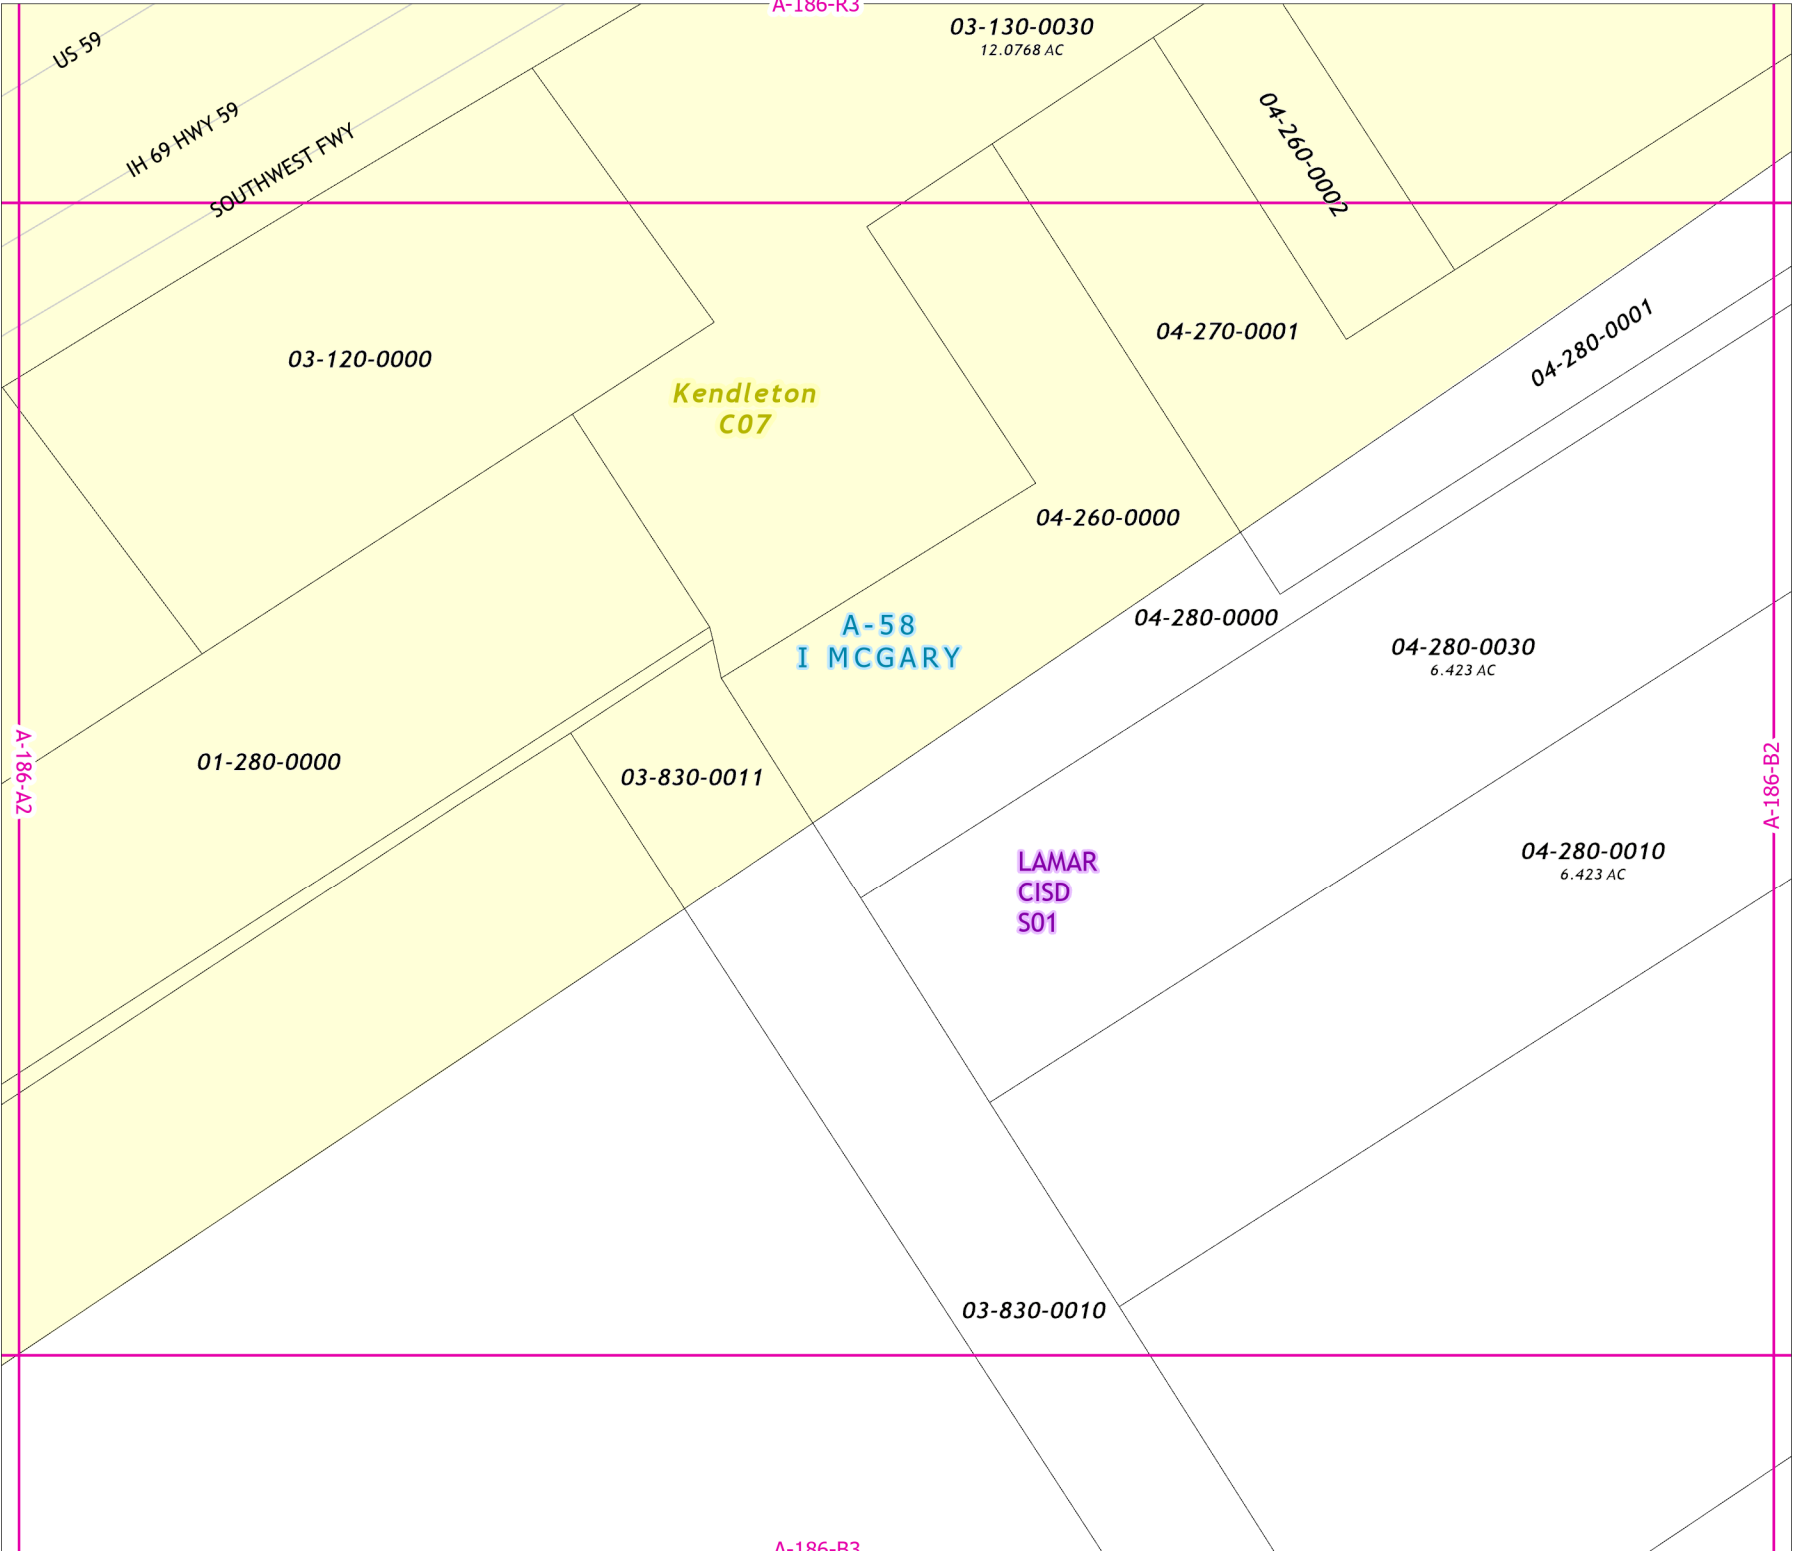 A-186-R3
03-130-0030
12.0768 AC
US 59
IH 69 HWY 59
SOUTHWEST FWY
04-260-0002
03-120-0000
04-270-0001
04-280-0001
Kendleton
C07
04-260-0000
A-58
I MCGARY
04-280-0000
04-280-0030
6.423 AC
A-186-A2
01-280-0000
03-830-0011
A-186-B2
LAMAR
CISD
S01
04-280-0010
6.423 AC
03-830-0010
A-186-B3